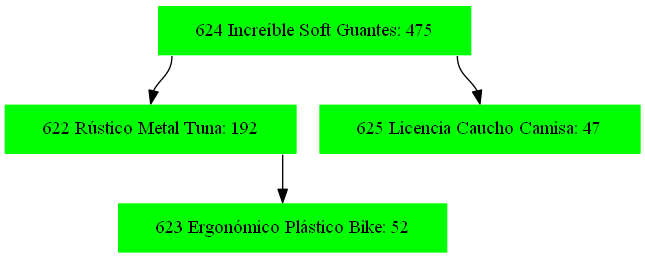 624 Increíble Soft Guantes: 475
622 Rústico Metal Tuna: 192
625 Licencia Caucho Camisa: 47
623 Ergonómico Plástico Bike: 52